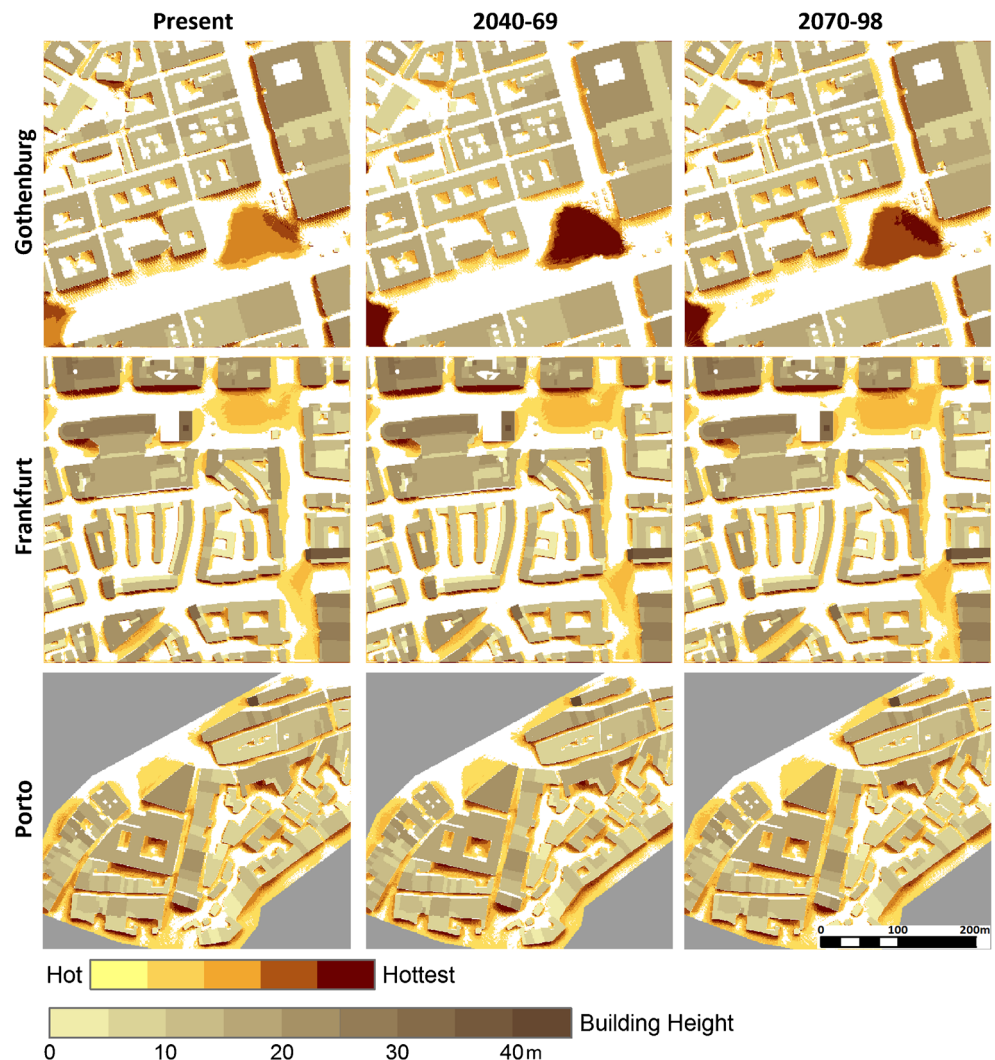 Present 2040-69 2070-98
Gothenburg
Frankfurt
Porto
0 100 200m
Hot Hottest
Building Height
0 10 20 30 40m